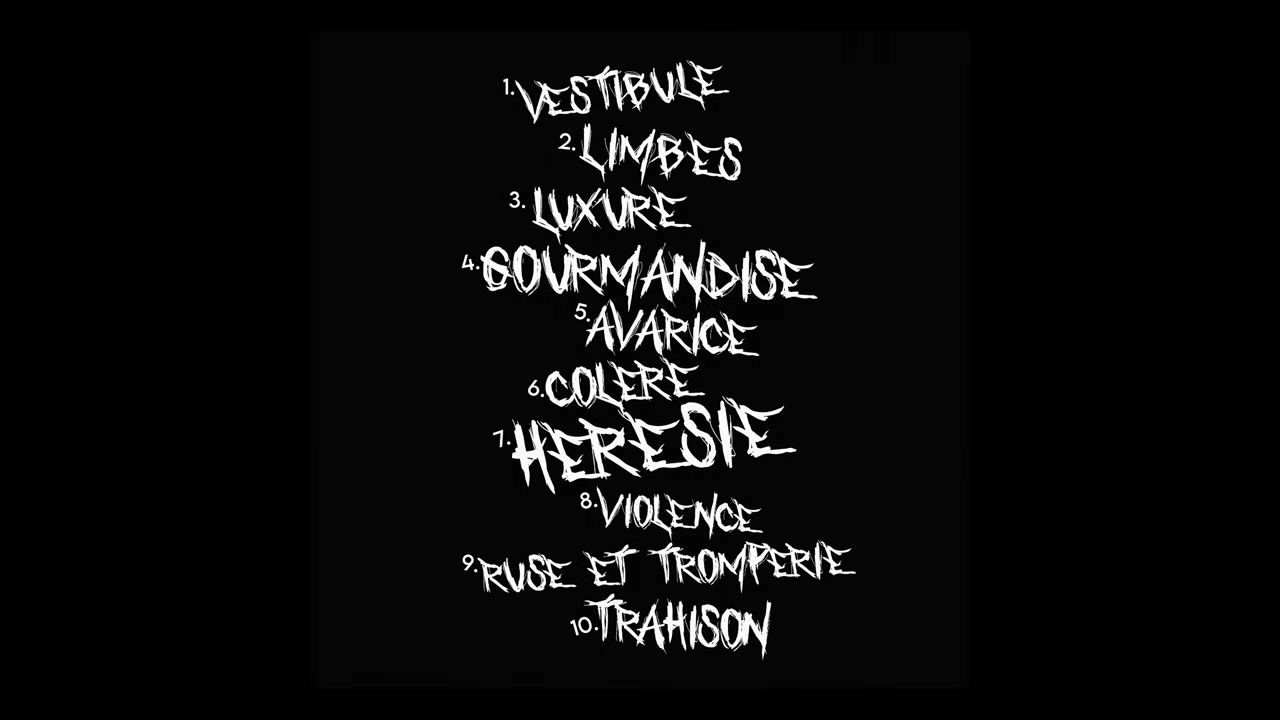 1. VESTIBULE
2. LIMBES
3. LUXURE
4. GOURMANDISE
5. AVARICE
6. COLERE
7. HERESIE
8. VIOLENCE
9. RUSE ET TROMPERIE
10. TRAHISON